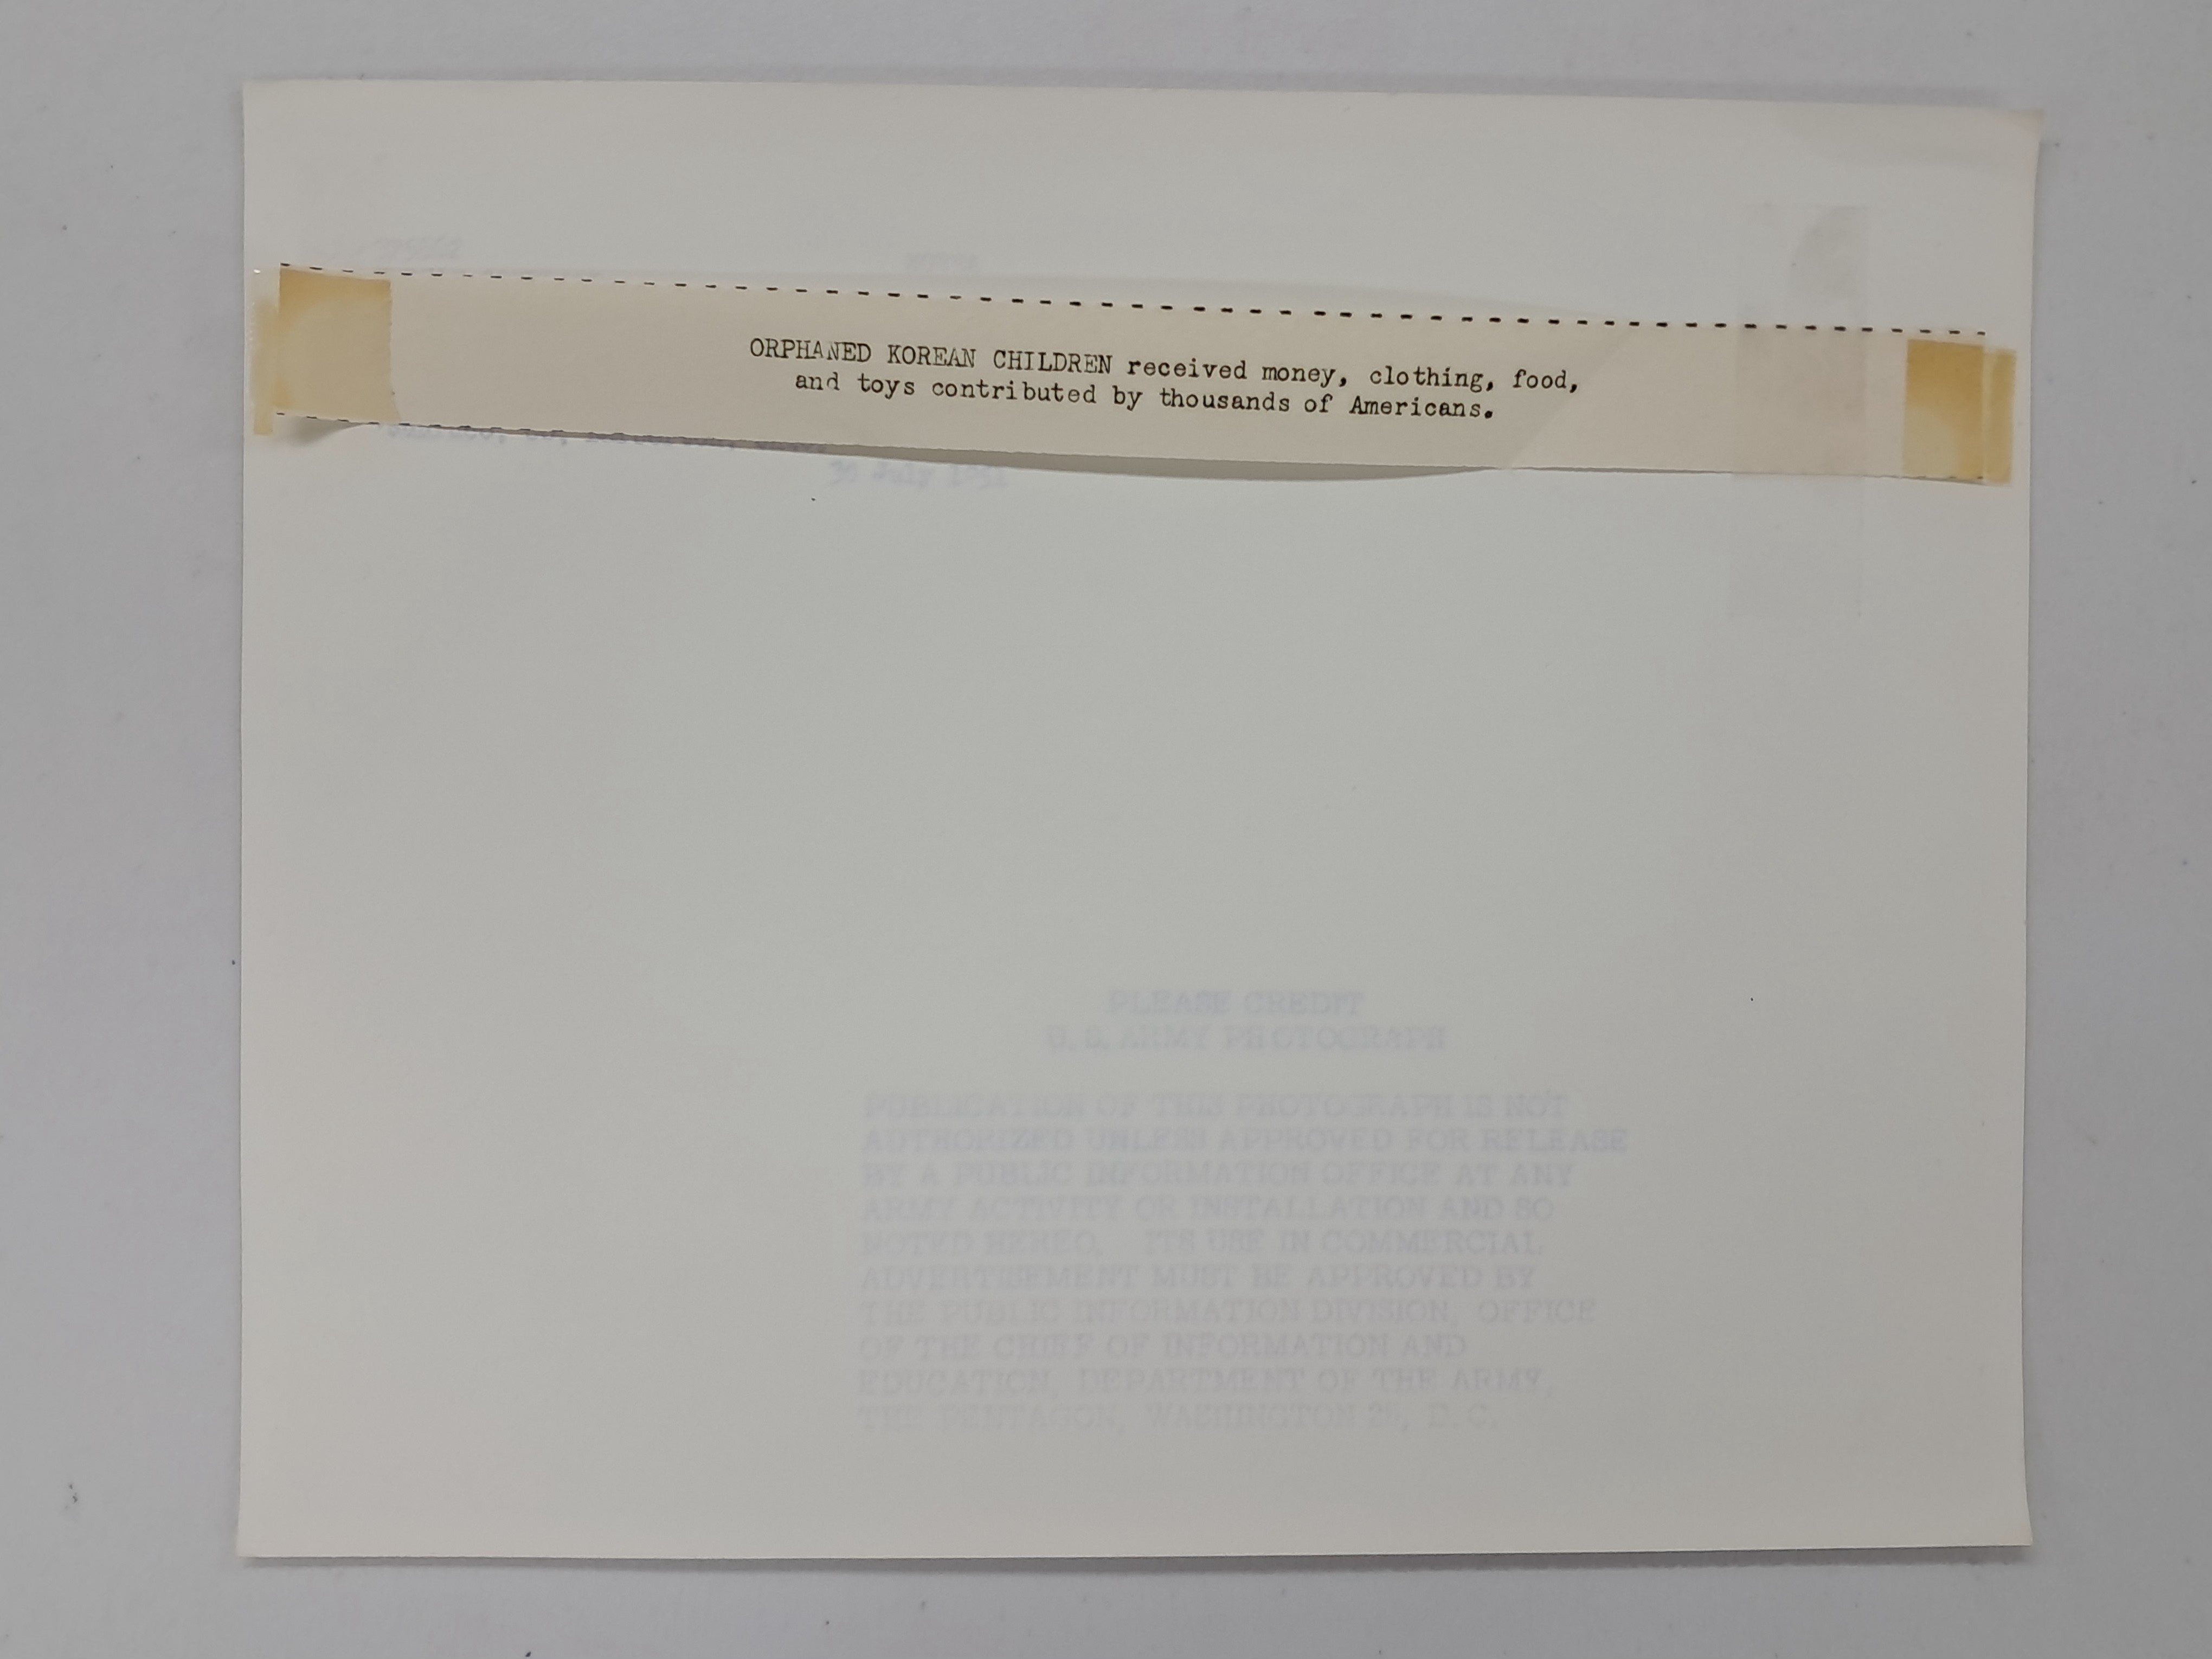 ORPHANED KOREAN CHILDREN received money, clothing, food,
and toys contributed by thousands of Americans.
30 July
PLEASE CREDIT
U. S. ARMY PHOTOGRAPH
PUBLICATION OF THIS PHOTOGRAPH IS NOT
AUTHORIZED UNLESS APPROVED FOR RELEASE
BY A PUBLIC INFORMATION OFFICE AT ANY
ARMY ACTIVITY OR INSTALLATION AND SO
NOTED HEREO. ITS USE IN COMMERCIAL
ADVERTISEMENT MUST BE APPROVED BY
THE PUBLIC INFORMATION DIVISION, OFFICE
OF THE CHIEF OF INFORMATION AND
EDUCATION, DEPARTMENT OF THE ARMY,
THE PENTAGON, WASHINGTON 25, D. C.